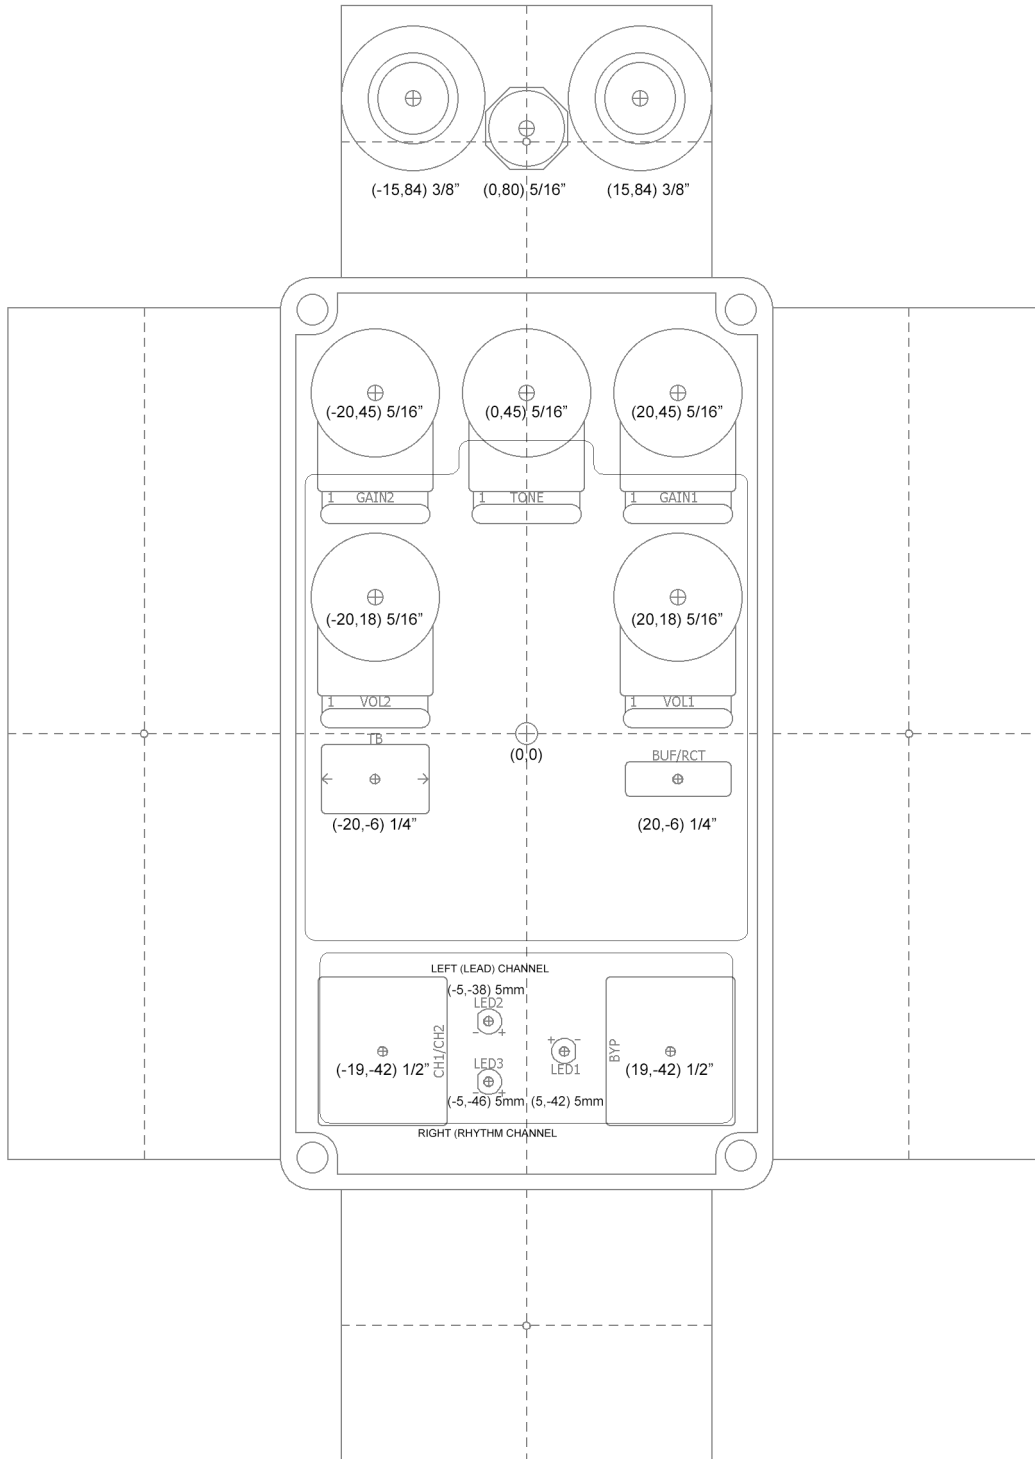 (-15,84) 3/8”
(0,80) 5/16”
(15,84) 3/8”
(-20,45) 5/16”
(0,45) 5/16”
(20,45) 5/16”
1 GAIN2
1 TONE
1 GAIN1
(-20,18) 5/16”
(20,18) 5/16”
1 VOL2
1 VOL1
TB
(0,0)
BUF/RCT
(-20,-6) 1/4”
(20,-6) 1/4”
LEFT (LEAD) CHANNEL
(-5,-38) 5mm
LED2
- +
CH1/CH2
+ -
BYP
LED3
LED1
(-19,-42) 1/2”
(19,-42) 1/2”
- +
(-5,-46) 5mm
(5,-42) 5mm
RIGHT (RHYTHM CHANNEL